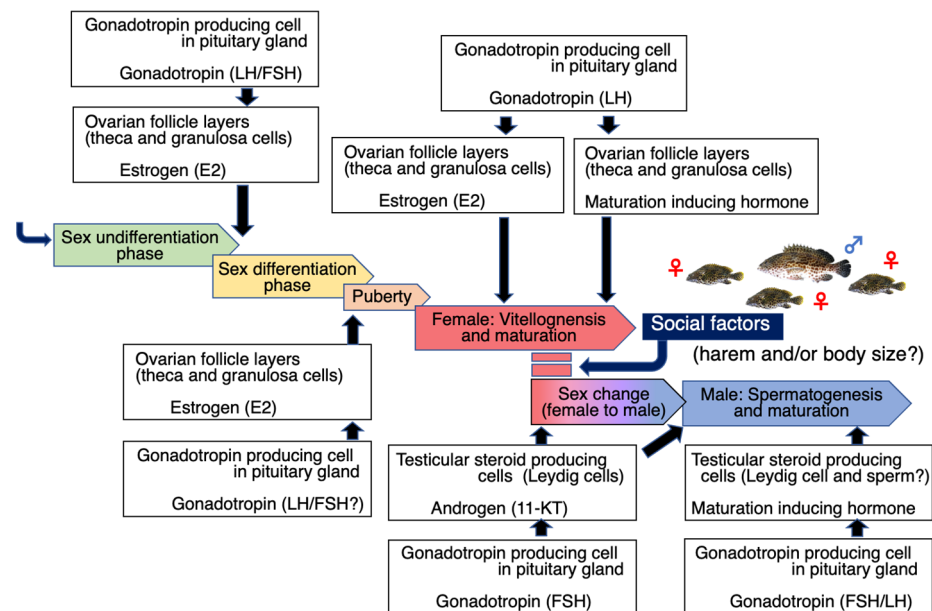 Gonadotropin producing cell
in pituitary gland
Gonadotropin (LH/FSH)
Ovarian follicle layers
(theca and granulosa cells)
Estrogen (E2)
Gonadotropin producing cell
in pituitary gland
Gonadotropin (LH)
Ovarian follicle layers
(theca and granulosa cells)
Estrogen (E2)
Ovarian follicle layers
(theca and granulosa cells)
Maturation inducing hormone
Sex undifferentiation
phase
Sex differentiation
phase
Puberty
Female: Vitellognensis
and maturation
♀
♂
♀
♀
Social factors
(harem and/or body size?)
Sex change
(female to male)
Male: Spermatogenesis
and maturation
Ovarian follicle layers
(theca and granulosa cells)
Estrogen (E2)
Gonadotropin producing cell
in pituitary gland
Gonadotropin (LH/FSH?)
Testicular steroid producing
cells (Leydig cells)
Androgen (11-KT)
Gonadotropin producing cell
in pituitary gland
Gonadotropin (FSH)
Testicular steroid producing
cells (Leydig cell and sperm?)
Maturation inducing hormone
Gonadotropin producing cell
in pituitary gland
Gonadotropin (FSH/LH)